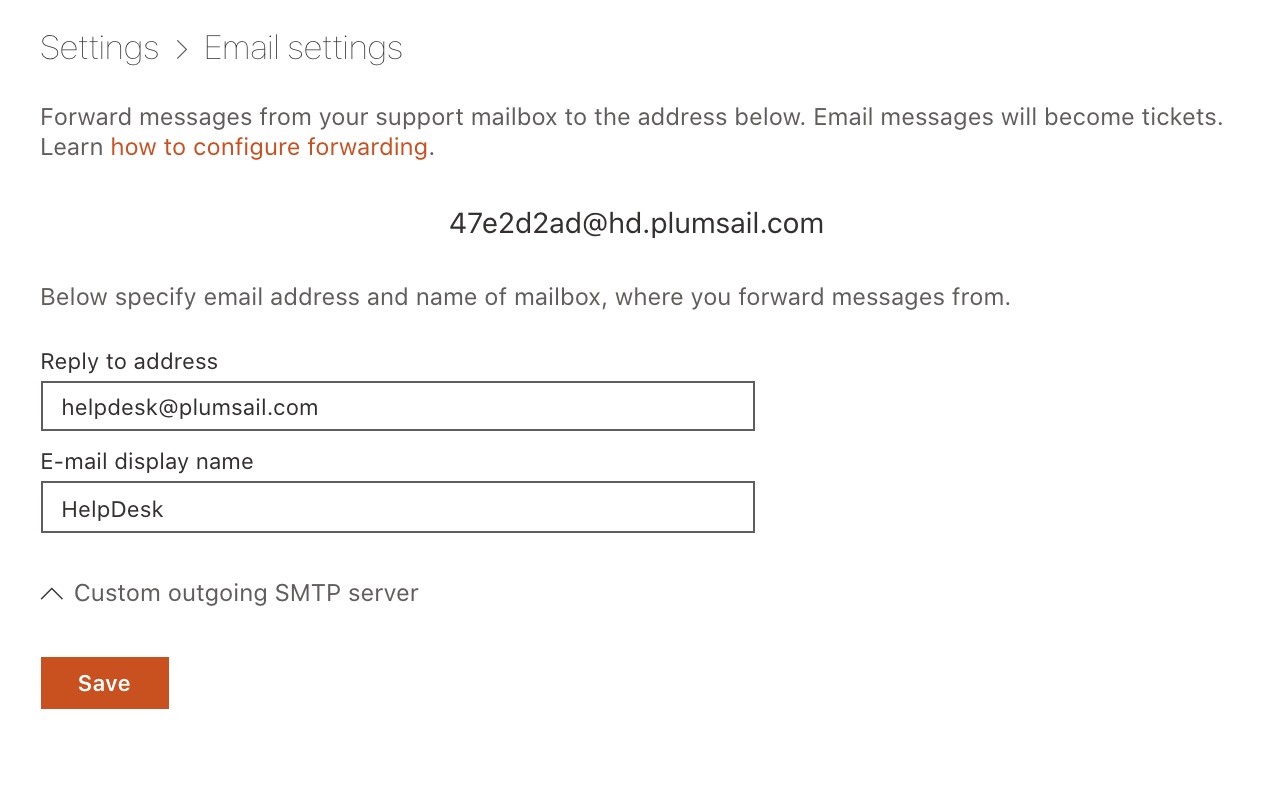 Settings > Email settings
Forward messages from your support mailbox to the address below. Email messages will become tickets.
Learn how to configure forwarding.
47e2d2ad@hd.plumsail.com
Below specify email address and name of mailbox, where you forward messages from.
Reply to address
helpdesk@plumsail.com
E-mail display name
HelpDesk
Custom outgoing SMTP server
Save